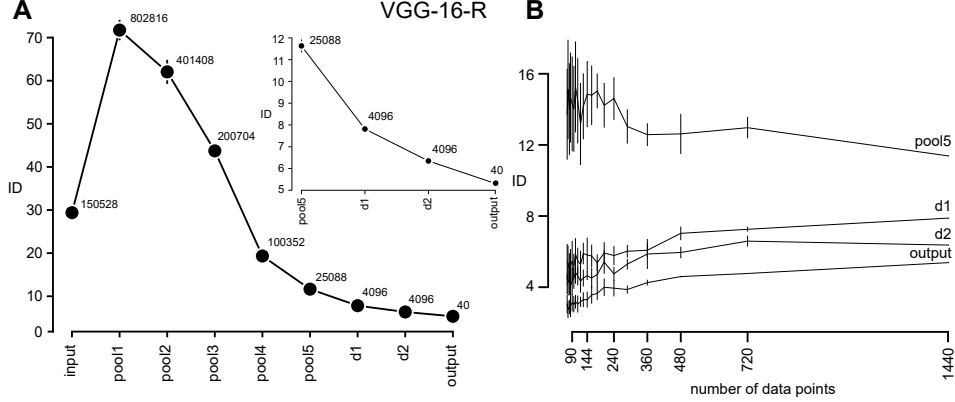 A
VGG-16-R
B
70
60
50
40
30
20
10
0
ID
802816
401408
200704
150528
100352
25088
4096
4096
40
input
pool1
pool2
pool3
pool4
pool5
d1
d2
output
12
11
10
9
8
7
6
5
ID
25088
4096
4096
40
pool5
d1
d2
output
16
12
8
4
ID
pool5
d1
d2
output
90
144
240
360
480
720
1440
number of data points